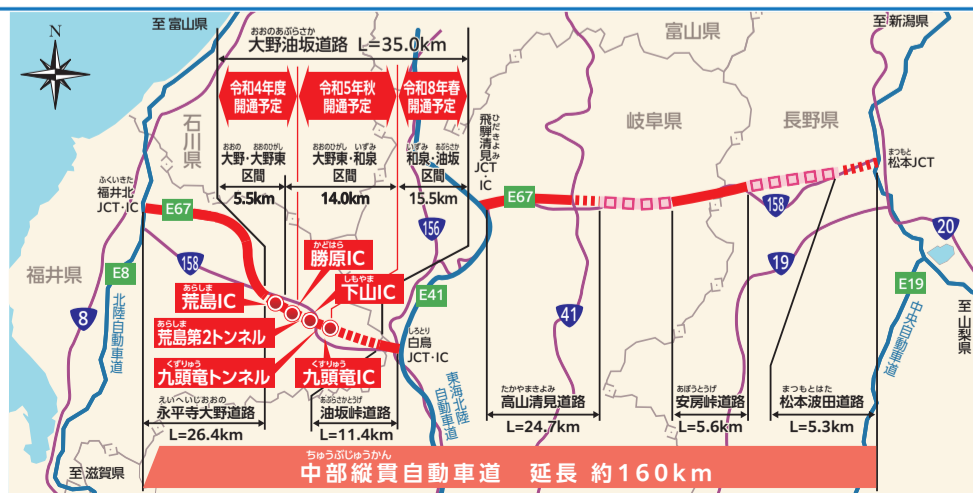 N
至富山県
おおのあぶらさか
大野油坂道路 L=35.0km
令和4年度
開通予定
令和5年秋
開通予定
令和8年春
開通予定
おおの おおのひがし
大野・大野東
区間
5.5km
おおのひがし いずみ
大野東・和泉
区間
14.0km
いずみ あぶらさか
和泉・油坂
区間
15.5km
石川県
富山県
岐阜県
長野県
福井県
至新潟県
ひだきよみ
飛騨清見
JCT・IC
まつもと
松本JCT
ふくいきた
福井北
JCT・IC
E67
E67
158
156
158
20
19
41
8
E8
E41
E19
北陸自動車道
東海北陸
自動車道
中央自動車道
至山梨県
至滋賀県
かどはら
勝原IC
しもやま
下山IC
あらしま
荒島IC
あらしま
荒島第2トンネル
くずりゅう
九頭竜トンネル
くずりゅう
九頭竜IC
しろとり
白鳥
JCT・IC
えいへいじおおの
永平寺大野道路
L=26.4km
あぶらさかとうげ
油坂峠道路
L=11.4km
たかやまきよみ
高山清見道路
L=24.7km
あぼうとうげ
安房峠道路
L=5.6km
まつもとはた
松本波田道路
L=5.3km
ちゅうぶじゅうかん
中部縦貫自動車道 延長 約160km